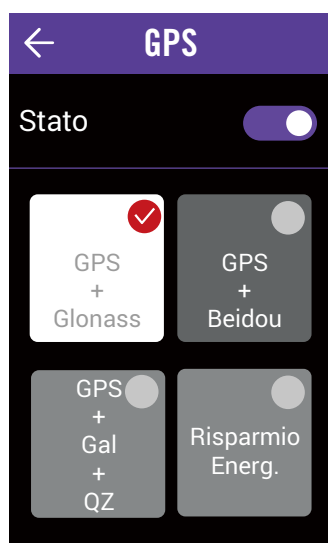 GPS
Stato
GPS
+
Glonass
GPS
+
Beidou
GPS
+
Gal
+
QZ
Risparmio
Energ.